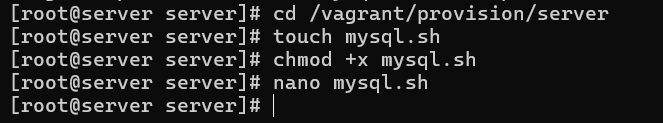 [root@server server]# cd /vagrant/provision/server
[root@server server]# touch mysql.sh
[root@server server]# chmod +x mysql.sh
[root@server server]# nano mysql.sh
[root@server server]#